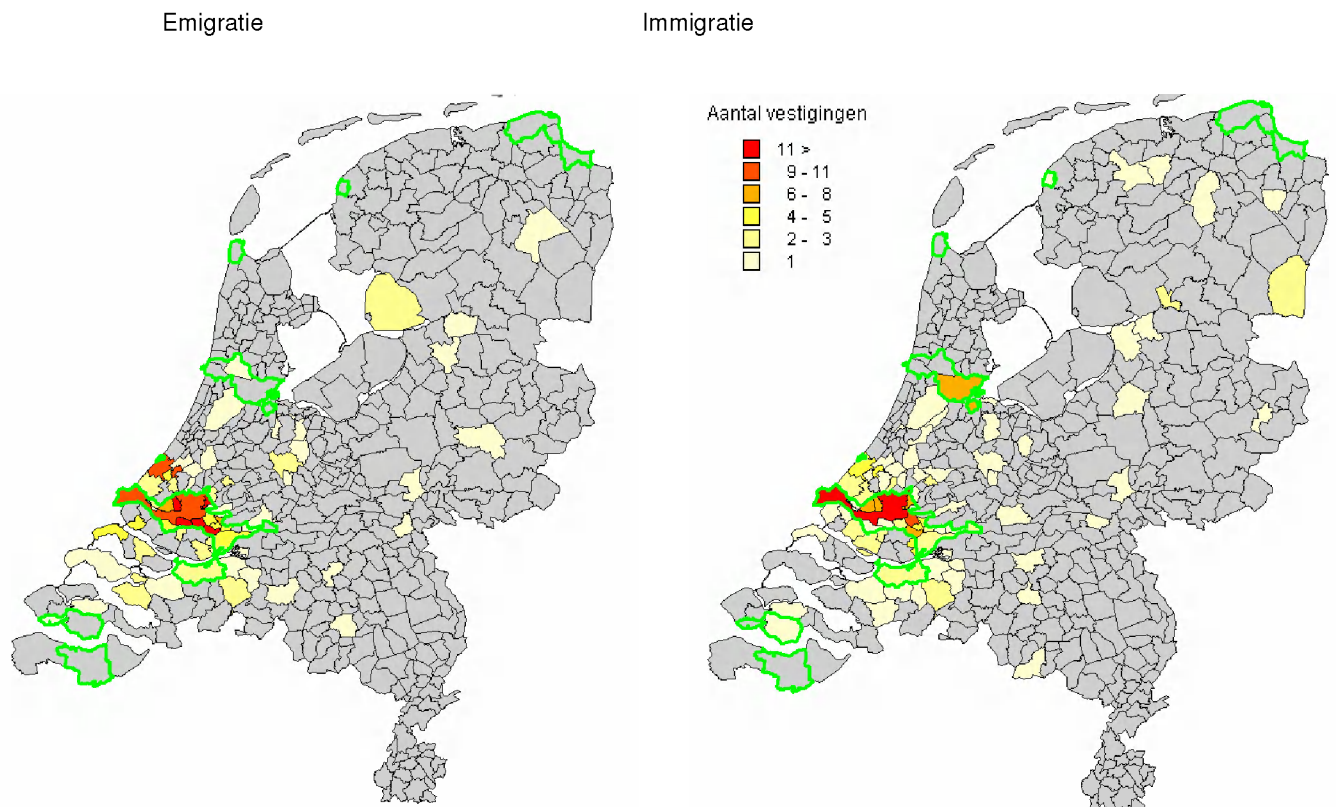 Emigratie
Immigratie
Aantal vestigingen
11 >
9 - 11
6 - 8
4 - 5
2 - 3
1